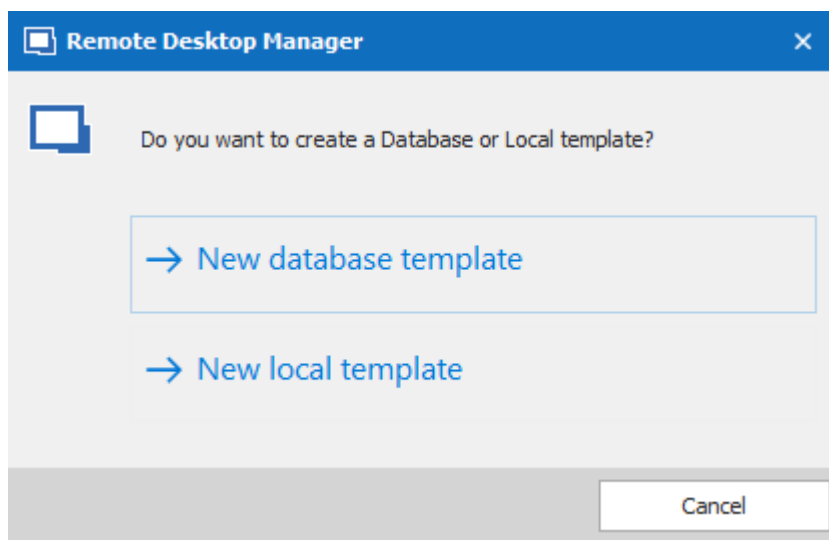 Remote Desktop Manager
Do you want to create a Database or Local template?
New database template
New local template
Cancel